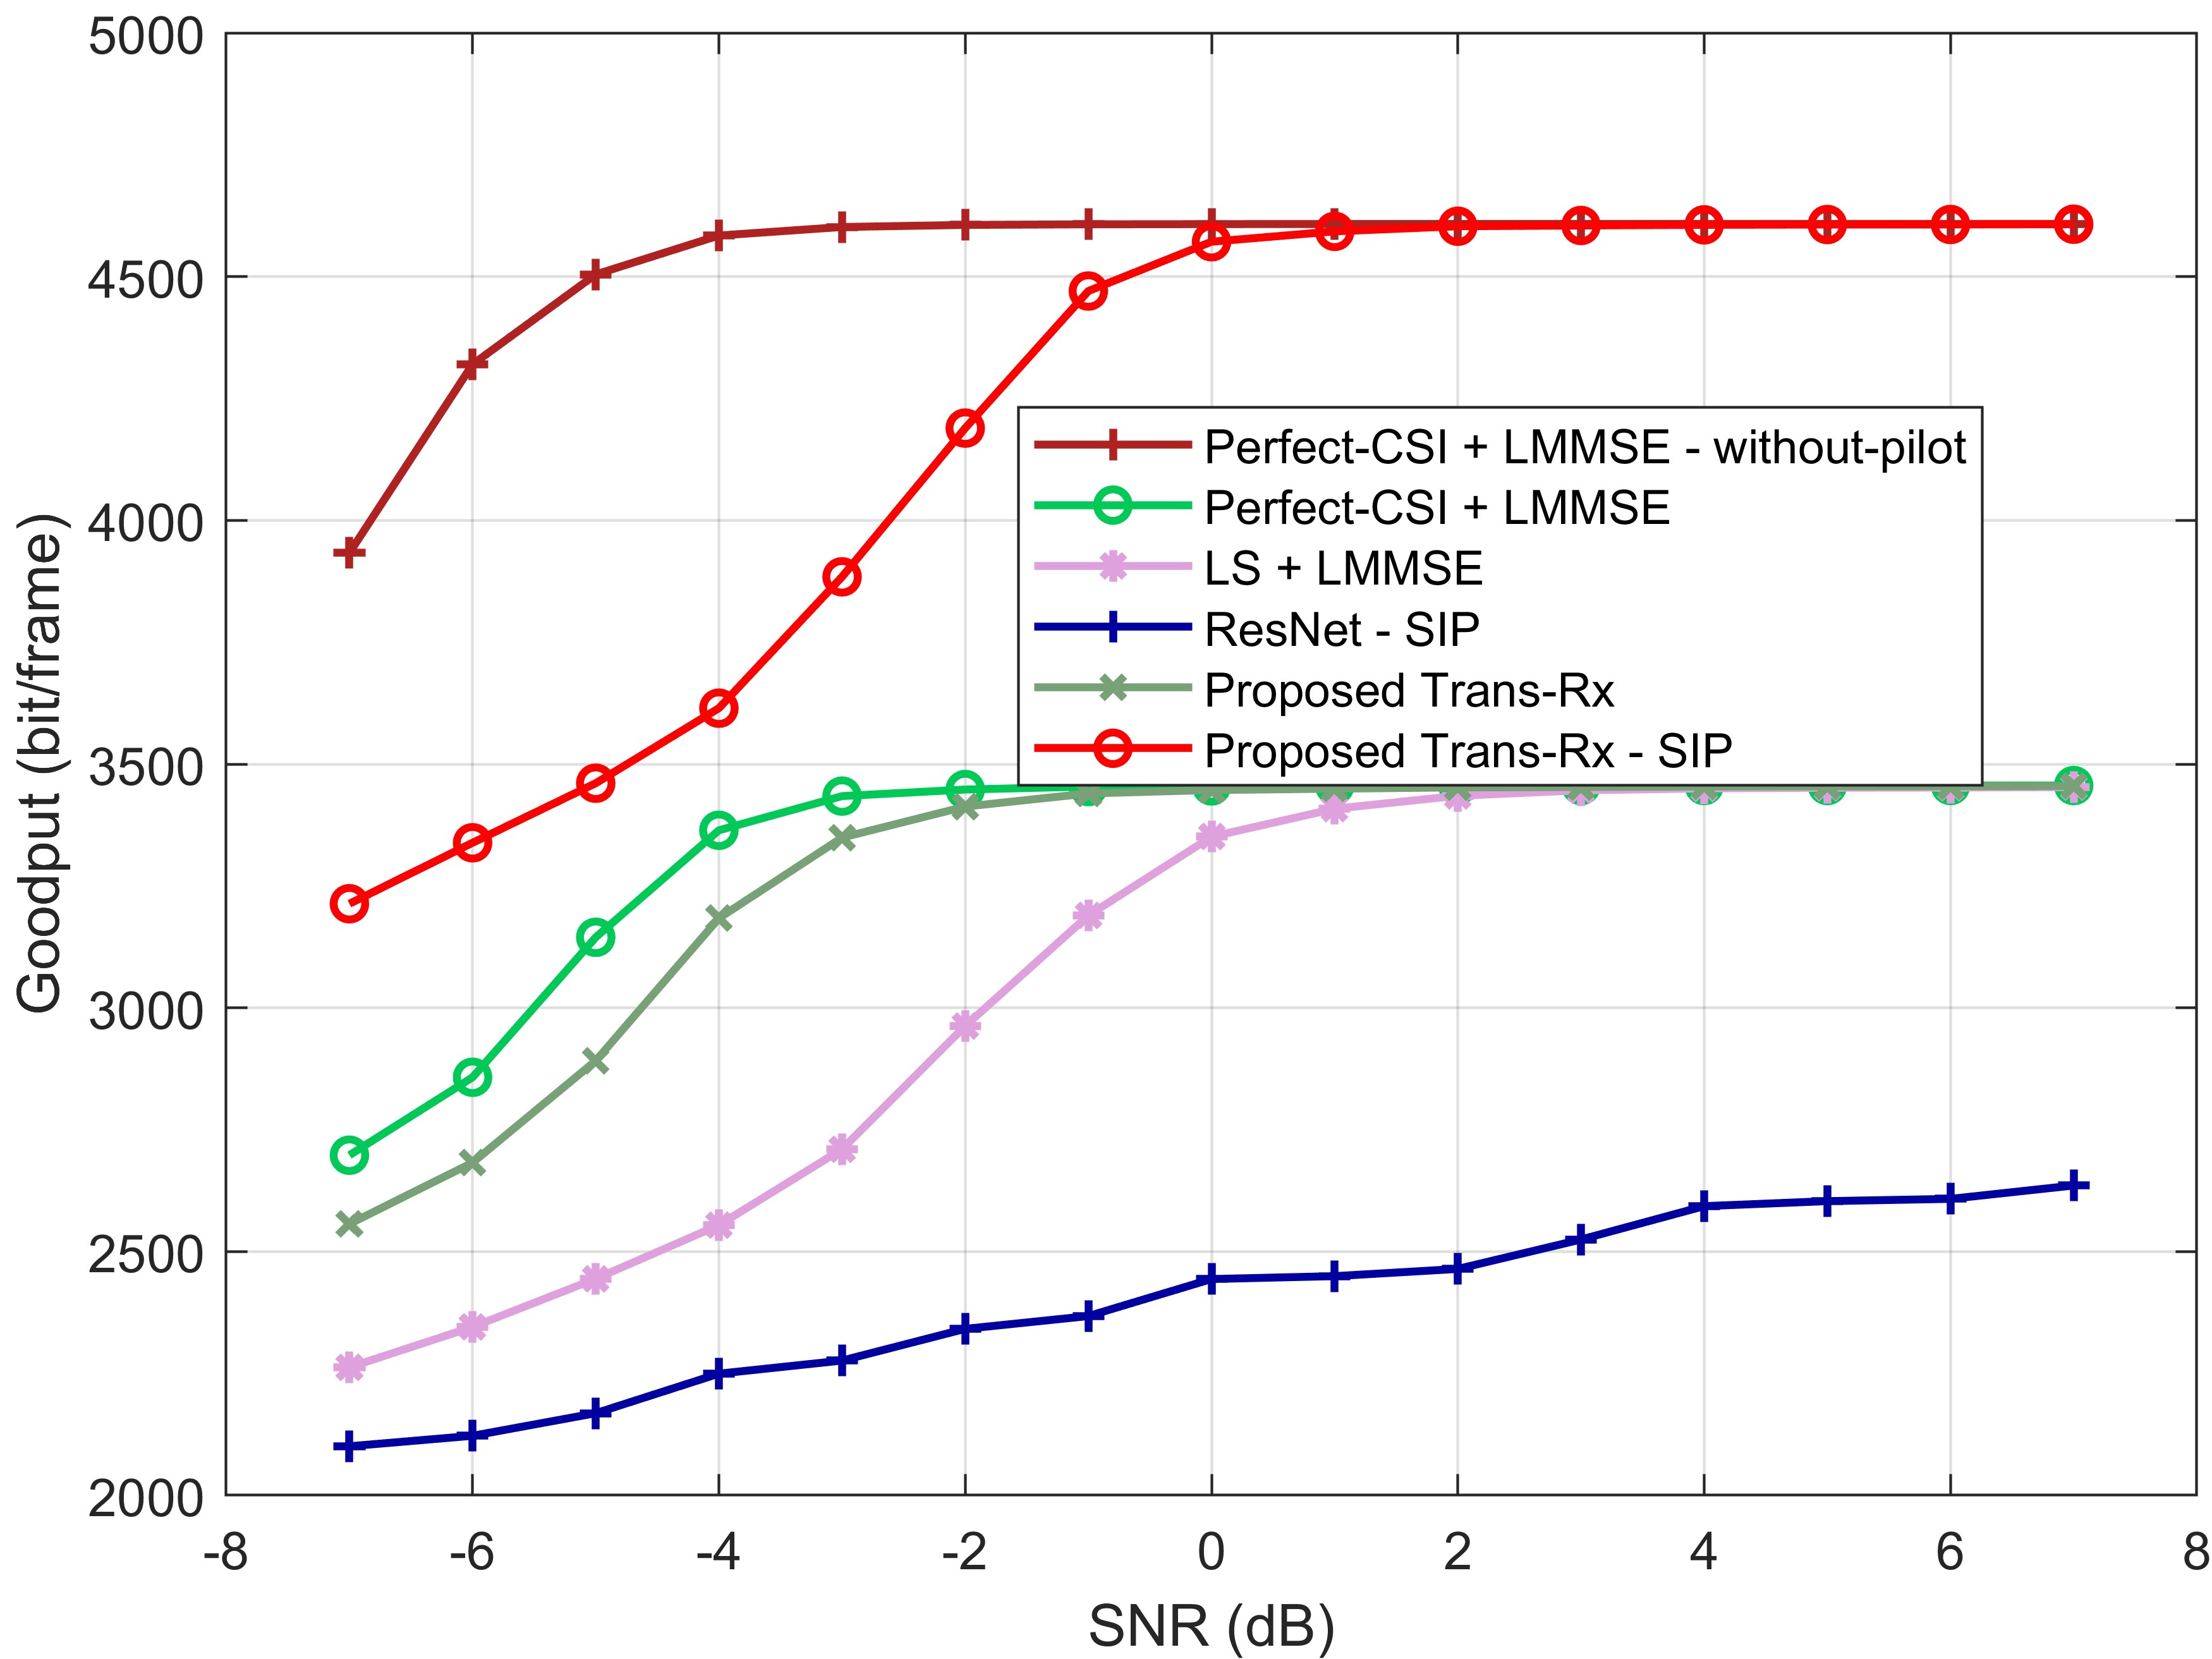 5000
4500
4000
3500
3000
2500
2000
Goodput (bit/frame)
Perfect-CSI + LMMSE - without-pilot
Perfect-CSI + LMMSE
LS + LMMSE
ResNet - SIP
Proposed Trans-Rx
Proposed Trans-Rx - SIP
-8 -6 -4 -2 0 2 4 6 8
SNR (dB)